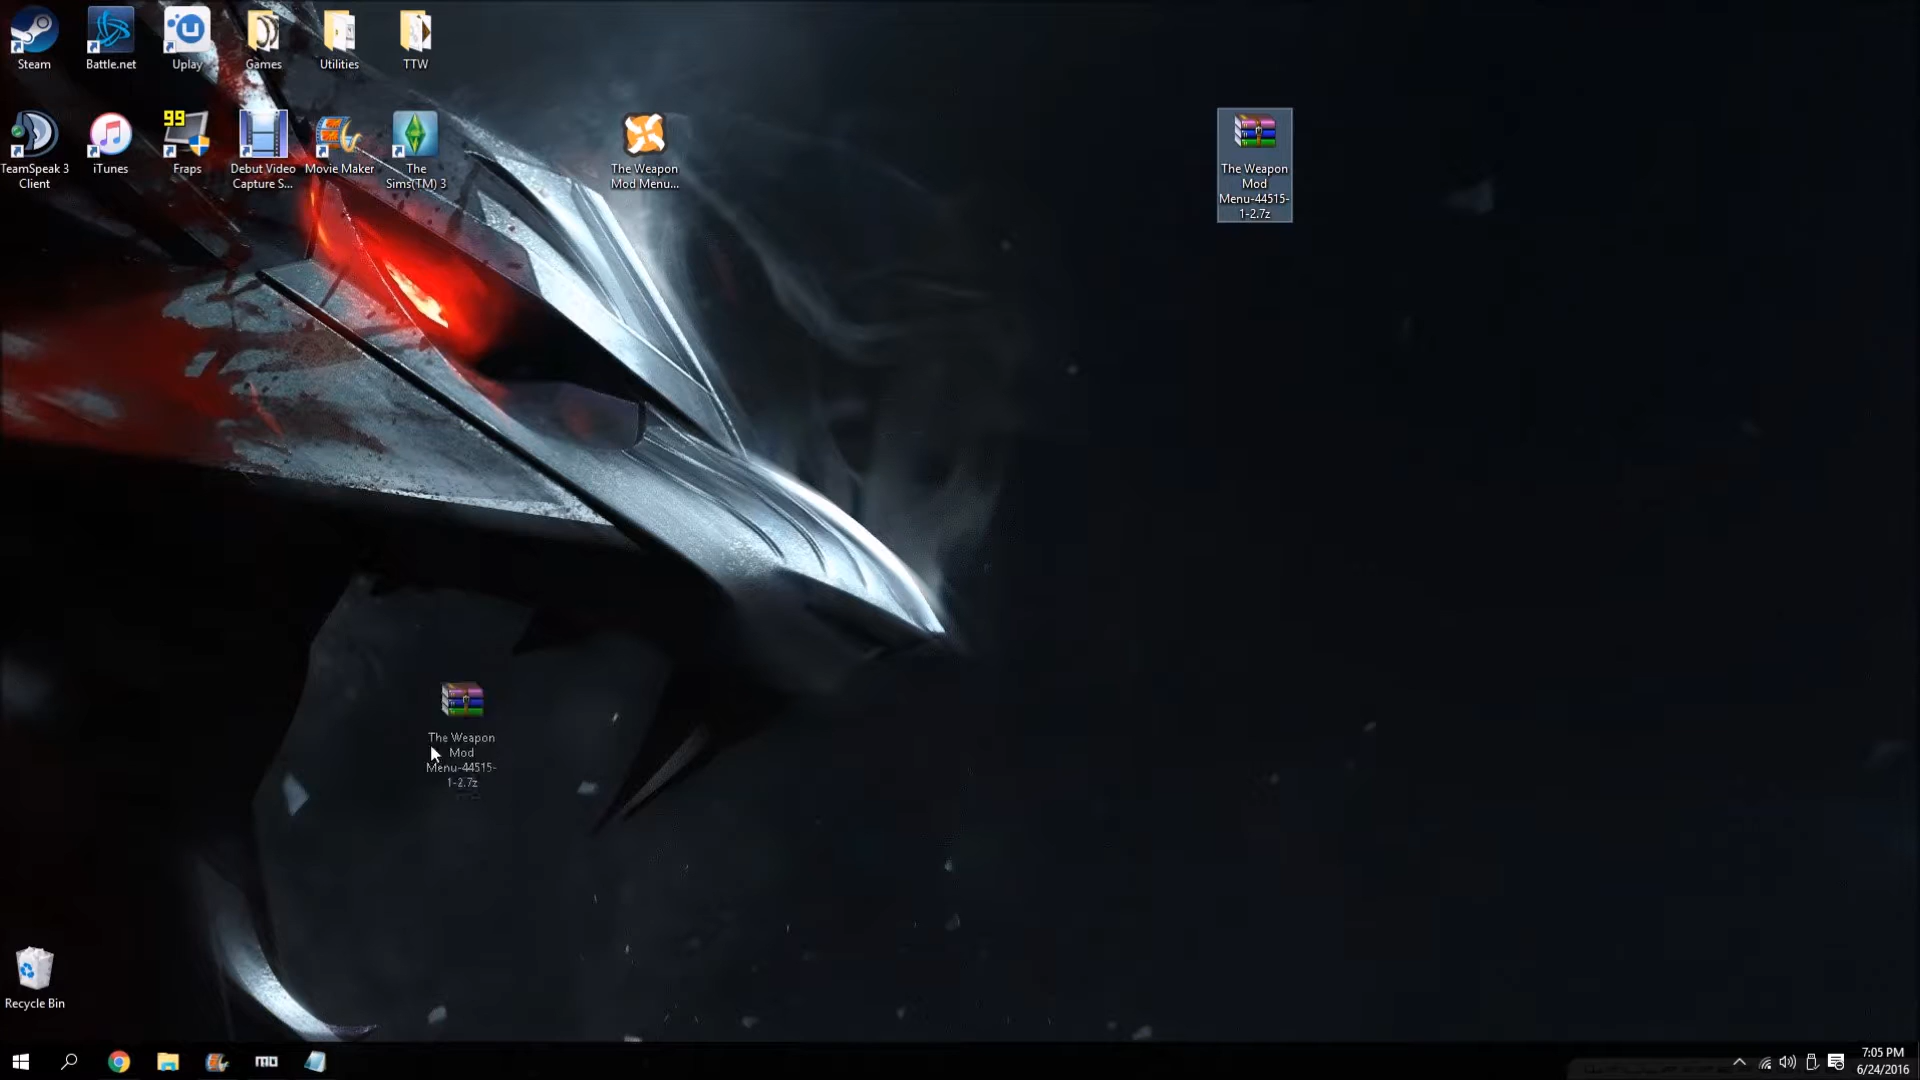 Steam
Battle.net
Uplay
Games
Utilities
TTW
99
TeamSpeak 3
Client
iTunes
Fraps
Debut Video
Capture S...
Movie Maker
The
Sims(TM) 3
The Weapon
Mod Menu...
The Weapon
Mod
Menu-44515-
1-2.7z
The Weapon
Mod
Menu-44515-
1-2.7z
Recycle Bin
MO
7:05 PM
6/24/2016